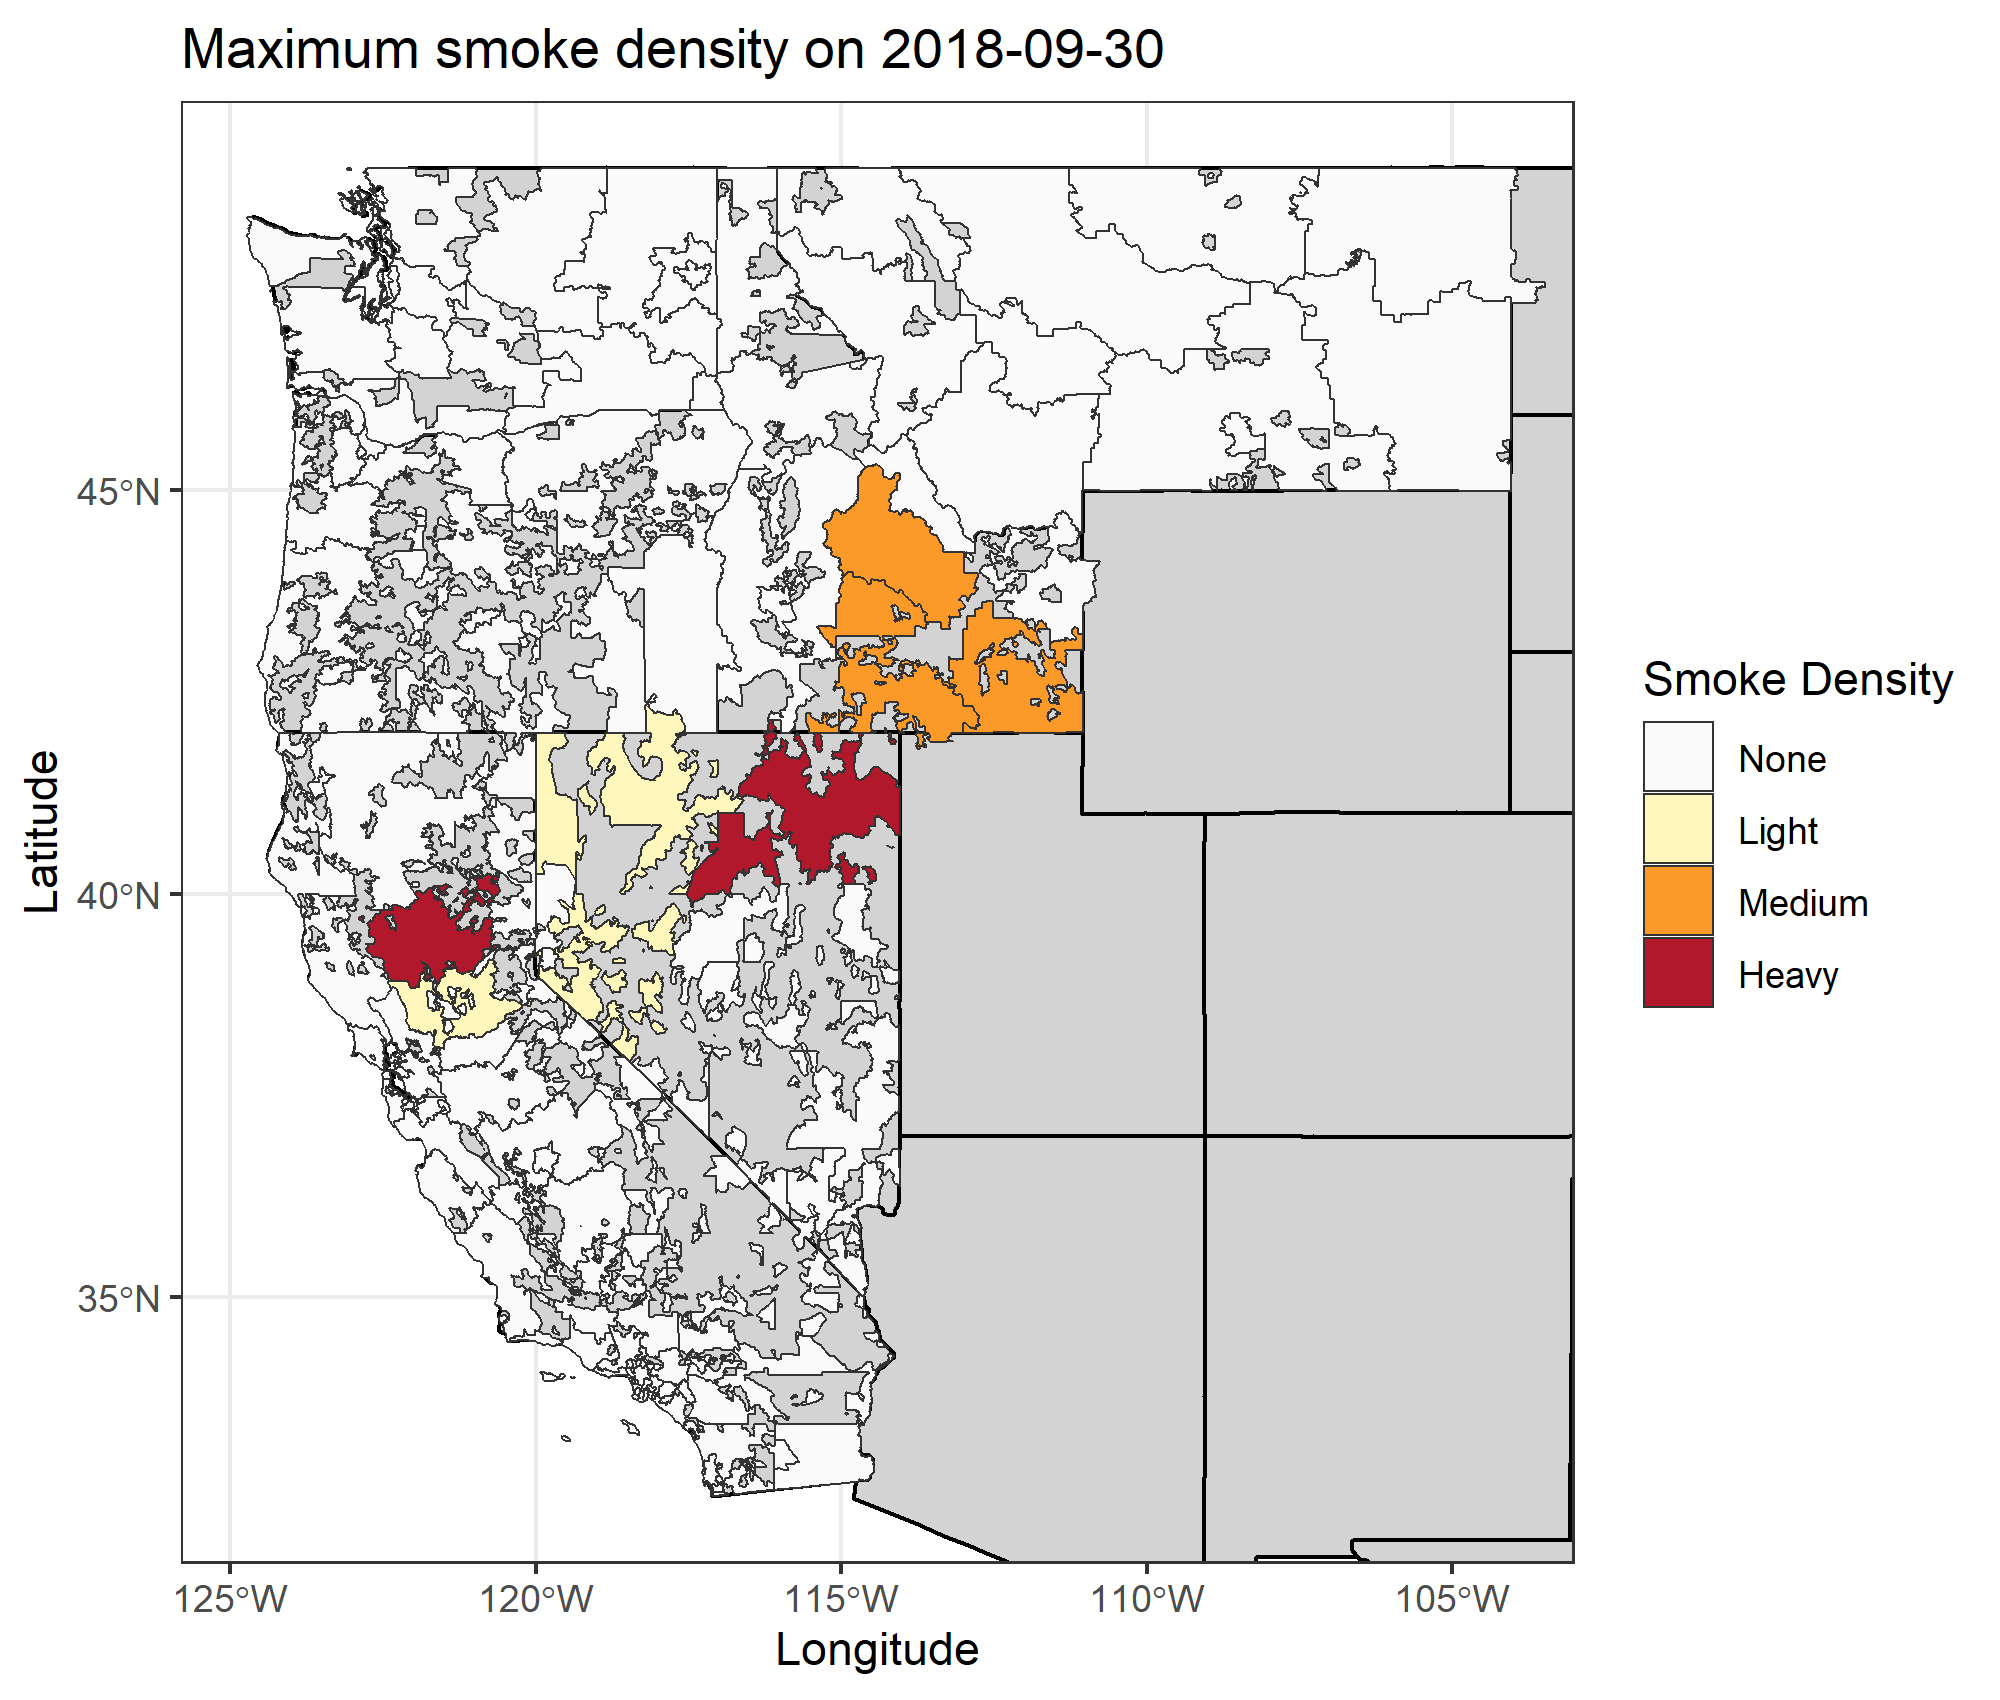 Maximum smoke density on 2018-09-30
45°N
40°N
35°N
Latitude
125°W 120°W 115°W 110°W 105°W
Longitude
Smoke Density
None
Light
Medium
Heavy